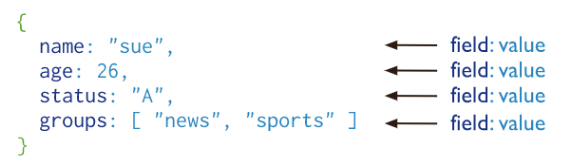 {
name: "sue", field: value
age: 26, field: value
status: "A", field: value
groups: [ "news", "sports" ] field: value
}